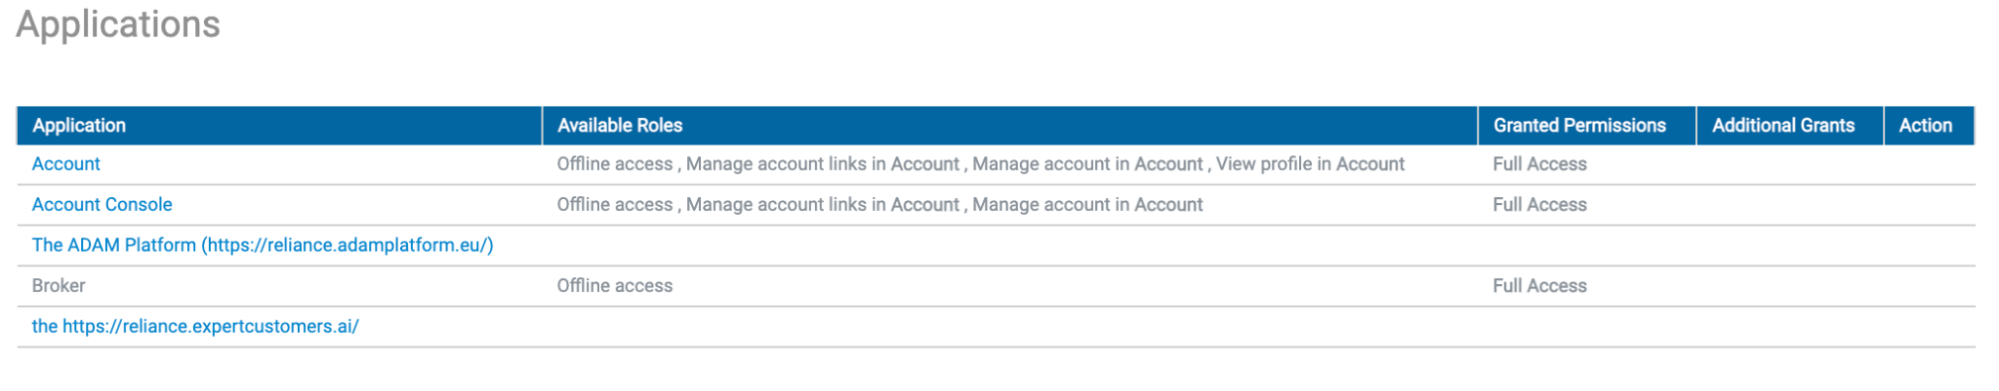 Applications
Application Available Roles Granted Permissions Additional Grants Action
Account Offline access , Manage account links in Account , Manage account in Account , View profile in Account Full Access
Account Console Offline access , Manage account links in Account , Manage account in Account Full Access
The ADAM Platform (https://reliance.adamplatform.eu/)
Broker Offline access Full Access
the https://reliance.expertcustomers.ai/